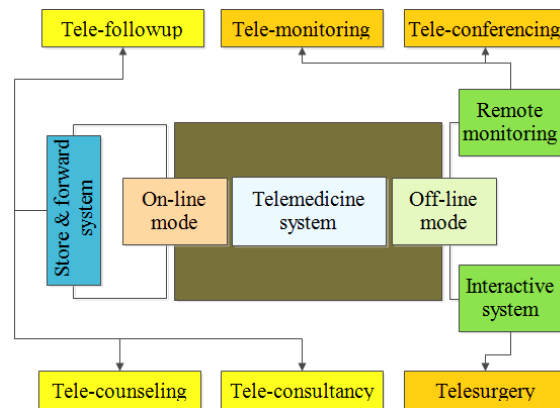 Tele-followup
Tele-monitoring
Tele-conferencing
Remote
monitoring
Store & forward
system
On-line
mode
Telemedicine
system
Off-line
mode
Interactive
system
Tele-counseling
Tele-consultancy
Telesurgery